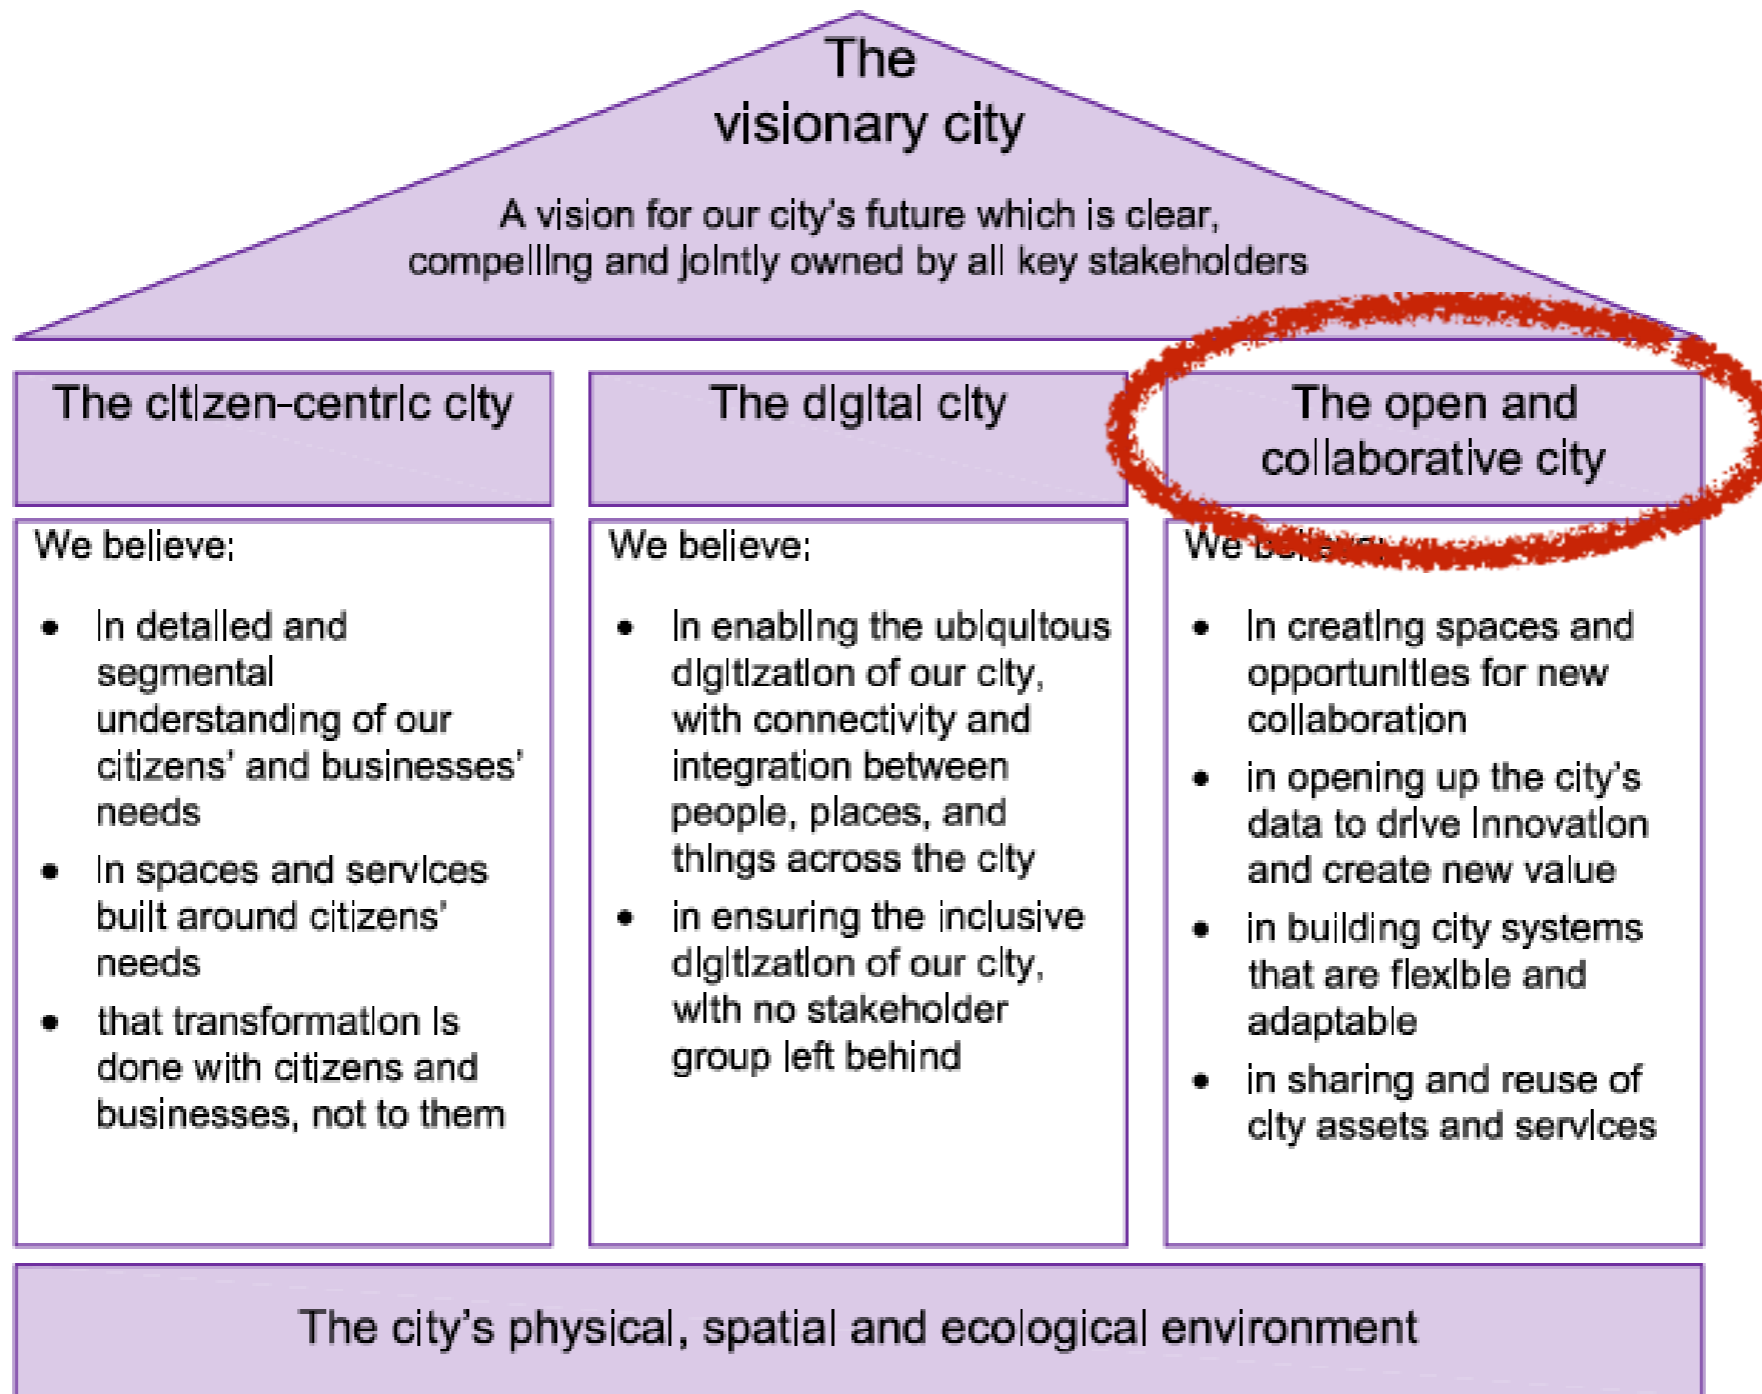 The
visionary city
A vision for our city's future which is clear,
compelling and jointly owned by all key stakeholders
The citizen-centric city
We believe:
• in detailed and
segmental
understanding of our
citizens' and businesses'
needs
• in spaces and services
built around citizens'
needs
• that transformation is
done with citizens and
businesses, not to them
The digital city
We believe:
• in enabling the ubiquitous
digitization of our city,
with connectivity and
integration between
people, places, and
things across the city
• in ensuring the inclusive
digitization of our city,
with no stakeholder
group left behind
The open and
collaborative city
We believe:
• in creating spaces and
opportunities for new
collaboration
• in opening up the city's
data to drive innovation
and create new value
• in building city systems
that are flexible and
adaptable
• in sharing and reuse of
city assets and services
The city's physical, spatial and ecological environment